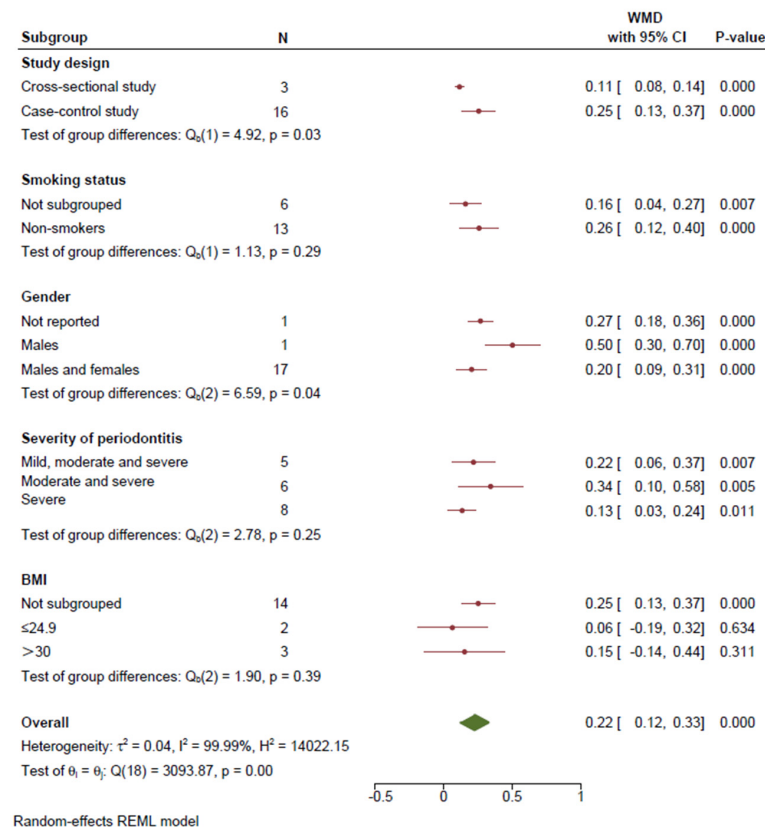 WMD
Subgroup N with 95% CI P-value
Study design
Cross-sectional study 3 0.11 [ 0.08, 0.14] 0.000
Case-control study 16 0.25 [ 0.13, 0.37] 0.000
Test of group differences: Q_b(1) = 4.92, p = 0.03
Smoking status
Not subgrouped 6 0.16 [ 0.04, 0.27] 0.007
Non-smokers 13 0.26 [ 0.12, 0.40] 0.000
Test of group differences: Q_b(1) = 1.13, p = 0.29
Gender
Not reported 1 0.27 [ 0.18, 0.36] 0.000
Males 1 0.50 [ 0.30, 0.70] 0.000
Males and females 17 0.20 [ 0.09, 0.31] 0.000
Test of group differences: Q_b(2) = 6.59, p = 0.04
Severity of periodontitis
Mild, moderate and severe 5 0.22 [ 0.06, 0.37] 0.007
Moderate and severe 6 0.34 [ 0.10, 0.58] 0.005
Severe 8 0.13 [ 0.03, 0.24] 0.011
Test of group differences: Q_b(2) = 2.78, p = 0.25
BMI
Not subgrouped 14 0.25 [ 0.13, 0.37] 0.000
≤24.9 2 0.06 [ -0.19, 0.32] 0.634
>30 3 0.15 [ -0.14, 0.44] 0.311
Test of group differences: Q_b(2) = 1.90, p = 0.39
Overall 0.22 [ 0.12, 0.33] 0.000
Heterogeneity: τ² = 0.04, I² = 99.99%, H² = 14022.15
Test of θ_i = θ_j: Q(18) = 3093.87, p = 0.00
-0.5 0 0.5 1
Random-effects REML model